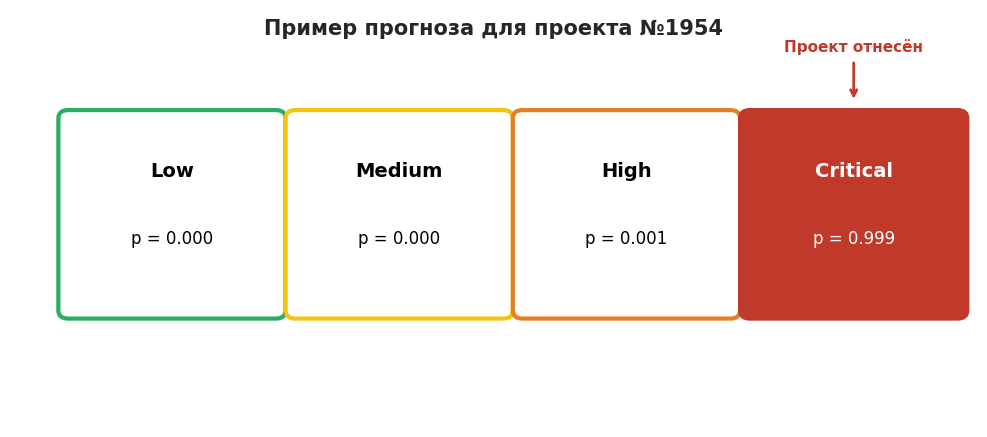 Пример прогноза для проекта №1954
Проект отнесён
Low
Medium
High
Critical
p = 0.000
p = 0.000
p = 0.001
p = 0.999